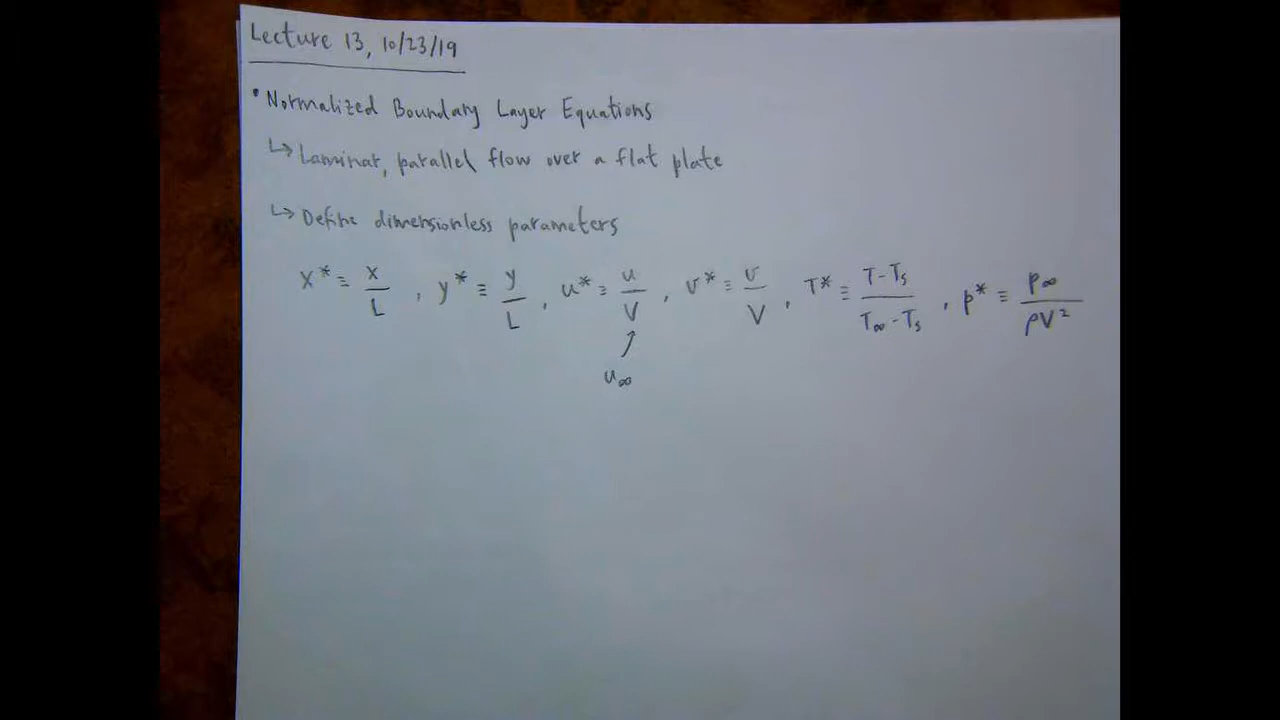 Lecture 13, 10/23/19
• Normalized Boundary Layer Equations
↳ Laminar, parallel flow over a flat plate
↳ Define dimensionless parameters
x* ≡ x/L , y* ≡ y/L , u* ≡ u/V , v* ≡ v/V , T* ≡ (T-Ts)/(T∞-Ts) , p* ≡ p∞/ρV²
↗
u∞